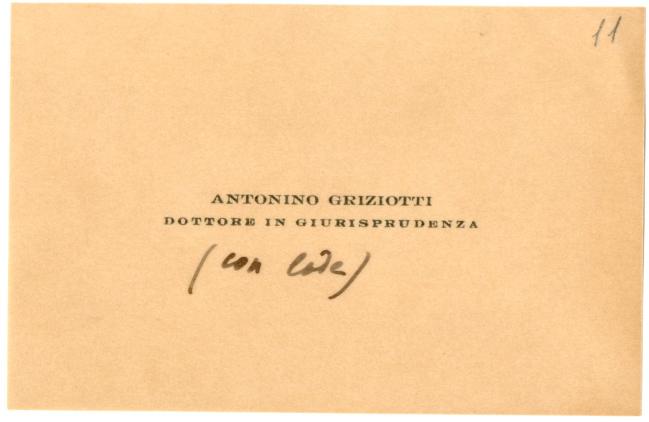 11
ANTONINO GRIZIOTTI
DOTTORE IN GIURISPRUDENZA
(con lode)